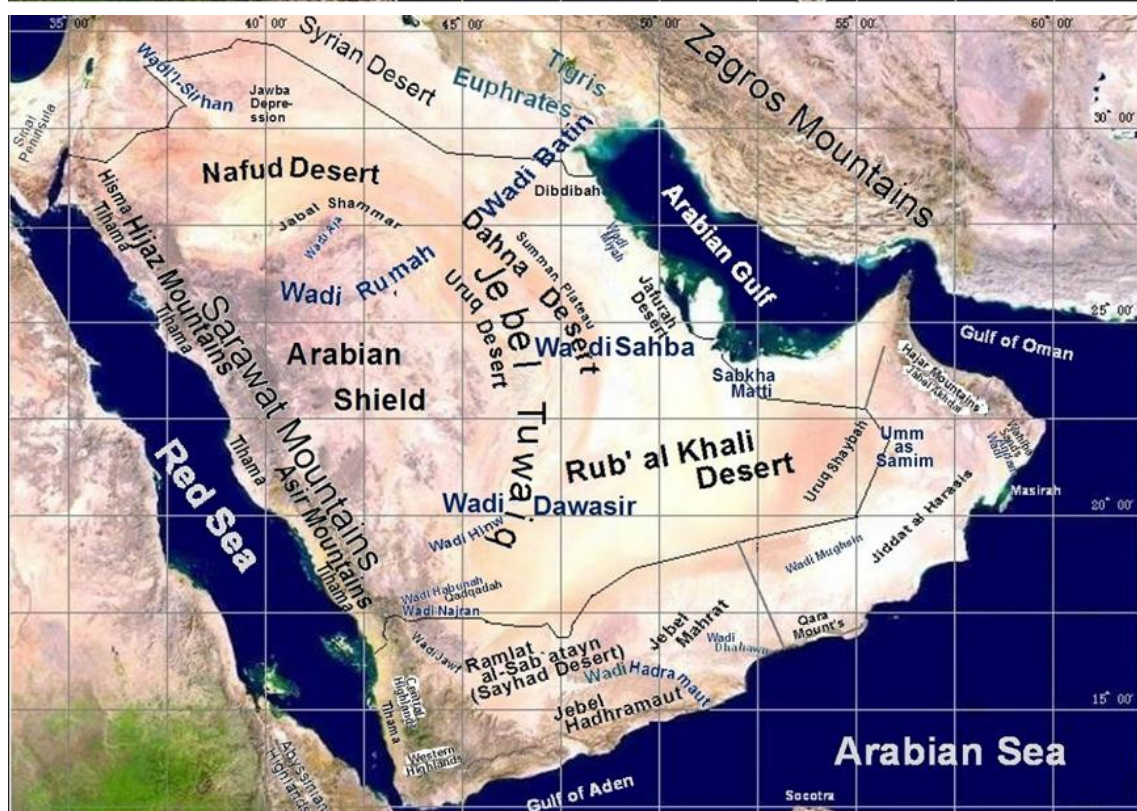 35° 00'
40° 00'
45° 00'
50° 00'
55° 00'
60° 00'
Syrian Desert
Tigris
Euphrates
Zagros Mountains
Wadi'l-Sirhan
Jawba
Depre-
ssion
30° 00'
Sinai
Peninsula
Wadi Batin
Nafud Desert
Dibdibah
Hisma
Tihama
Jabal Shammar
Wadi Aja
Arabian Gulf
Hijaz Mountains
Dahna Desert
Summan Plateau
Wadi
Miyah
Wadi Rumah
Jebel Tuwaig
Uruq Desert
Jafurah
Desert
Tihama
Sarawat Mountains
25° 00'
Gulf of Oman
Arabian
Shield
Wadi Sahba
Sabkha
Matti
Hajar Mountains
Jabal Akhdar
Red Sea
Tihama
Asir Mountains
Rub' al Khali
Desert
Uruq Shaybah
Umm
as
Samim
Wahiba
Sands
Wadi
Masirah
Wadi Dawasir
20° 00'
Wadi Hinw
Jiddat al Harasis
Wadi Mughsin
Tihama
Wadi Habunah
Qadqadah
Wadi Najran
Jebel
Mahrat
Qara
Mount's
Wadi Jawf
Ramlat
al-Sab`atayn
(Sayhad Desert)
Wadi
Dhahawn
Wadi Hadramaut
Central
Highlands
Tihama
Jebel
Hadhramaut
15° 00'
Western
Highlands
Arabian Sea
Abyssinian
Highlands
Gulf of Aden
Socotra